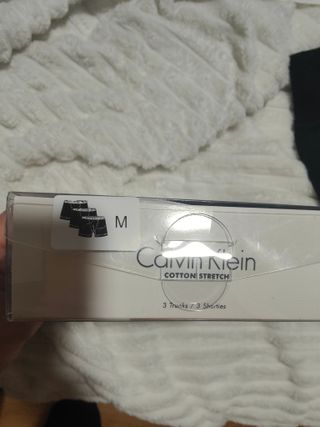 M
Calvin Klein
COTTON STRETCH
3 Trunks / 3 Shorties